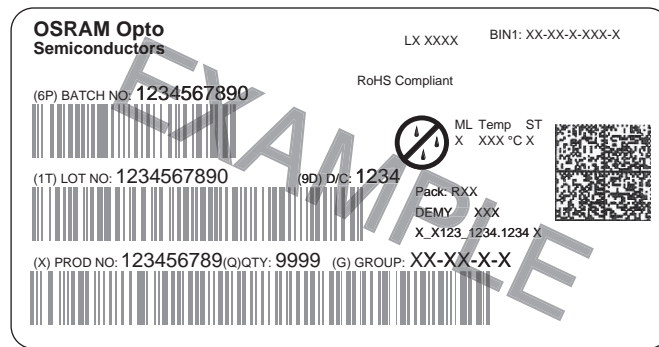 OSRAM Opto
Semiconductors
LX XXXX
BIN1: XX-XX-X-XXX-X
RoHS Compliant
(6P) BATCH NO: 1234567890
ML Temp ST
X XXX °C X
(1T) LOT NO: 1234567890 (9D) D/C: 1234
Pack: RXX
DEMY XXX
X_X123_1234.1234 X
(X) PROD NO: 123456789(Q)QTY: 9999 (G) GROUP: XX-XX-X-X
EXAMPLE